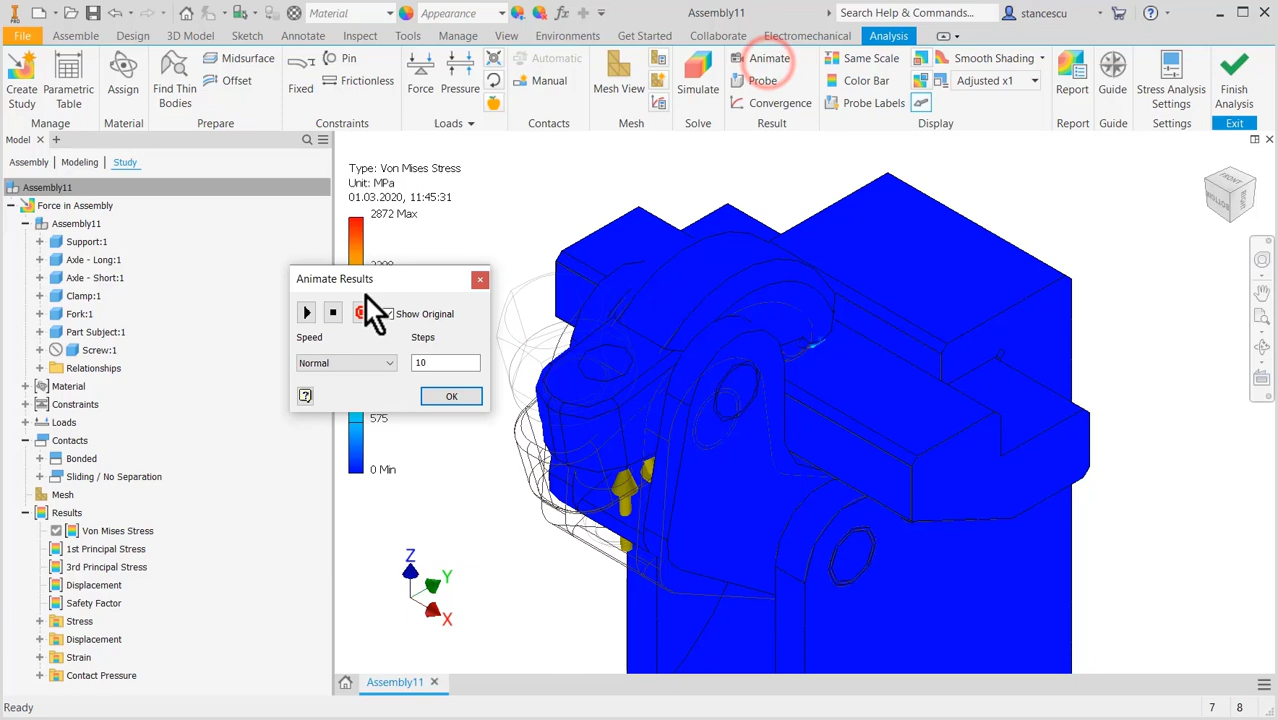 PRO
Material
Appearance
Assembly11
Search Help & Commands...
stancescu
File
Assemble
Design
3D Model
Sketch
Annotate
Inspect
Tools
Manage
View
Environments
Get Started
Collaborate
Electromechanical
Analysis
Create Study
Parametric Table
Manage
Assign
Material
Find Thin Bodies
Midsurface
Offset
Prepare
Fixed
Pin
Frictionless
Constraints
Force
Pressure
Loads
Automatic
Manual
Contacts
Mesh View
Mesh
Simulate
Solve
Animate
Probe
Convergence
Result
Same Scale
Color Bar
Probe Labels
Smooth Shading
Adjusted x1
Display
Report
Report
Guide
Guide
Stress Analysis Settings
Settings
Finish Analysis
Exit
Model
Assembly
Modeling
Study
Assembly11
Force in Assembly
Assembly11
Support:1
Axle - Long:1
Axle - Short:1
Clamp:1
Fork:1
Part Subject:1
Screw:1
Relationships
Material
Constraints
Loads
Contacts
Bonded
Sliding / No Separation
Mesh
Results
Von Mises Stress
1st Principal Stress
3rd Principal Stress
Displacement
Safety Factor
Stress
Displacement
Strain
Contact Pressure
Type: Von Mises Stress
Unit: MPa
01.03.2020, 11:45:31
2872 Max
575
0 Min
Animate Results
Show Original
Speed
Steps
Normal
10
OK
Z
Y
X
FRONT
BOTTOM
Assembly11
Ready
7
8